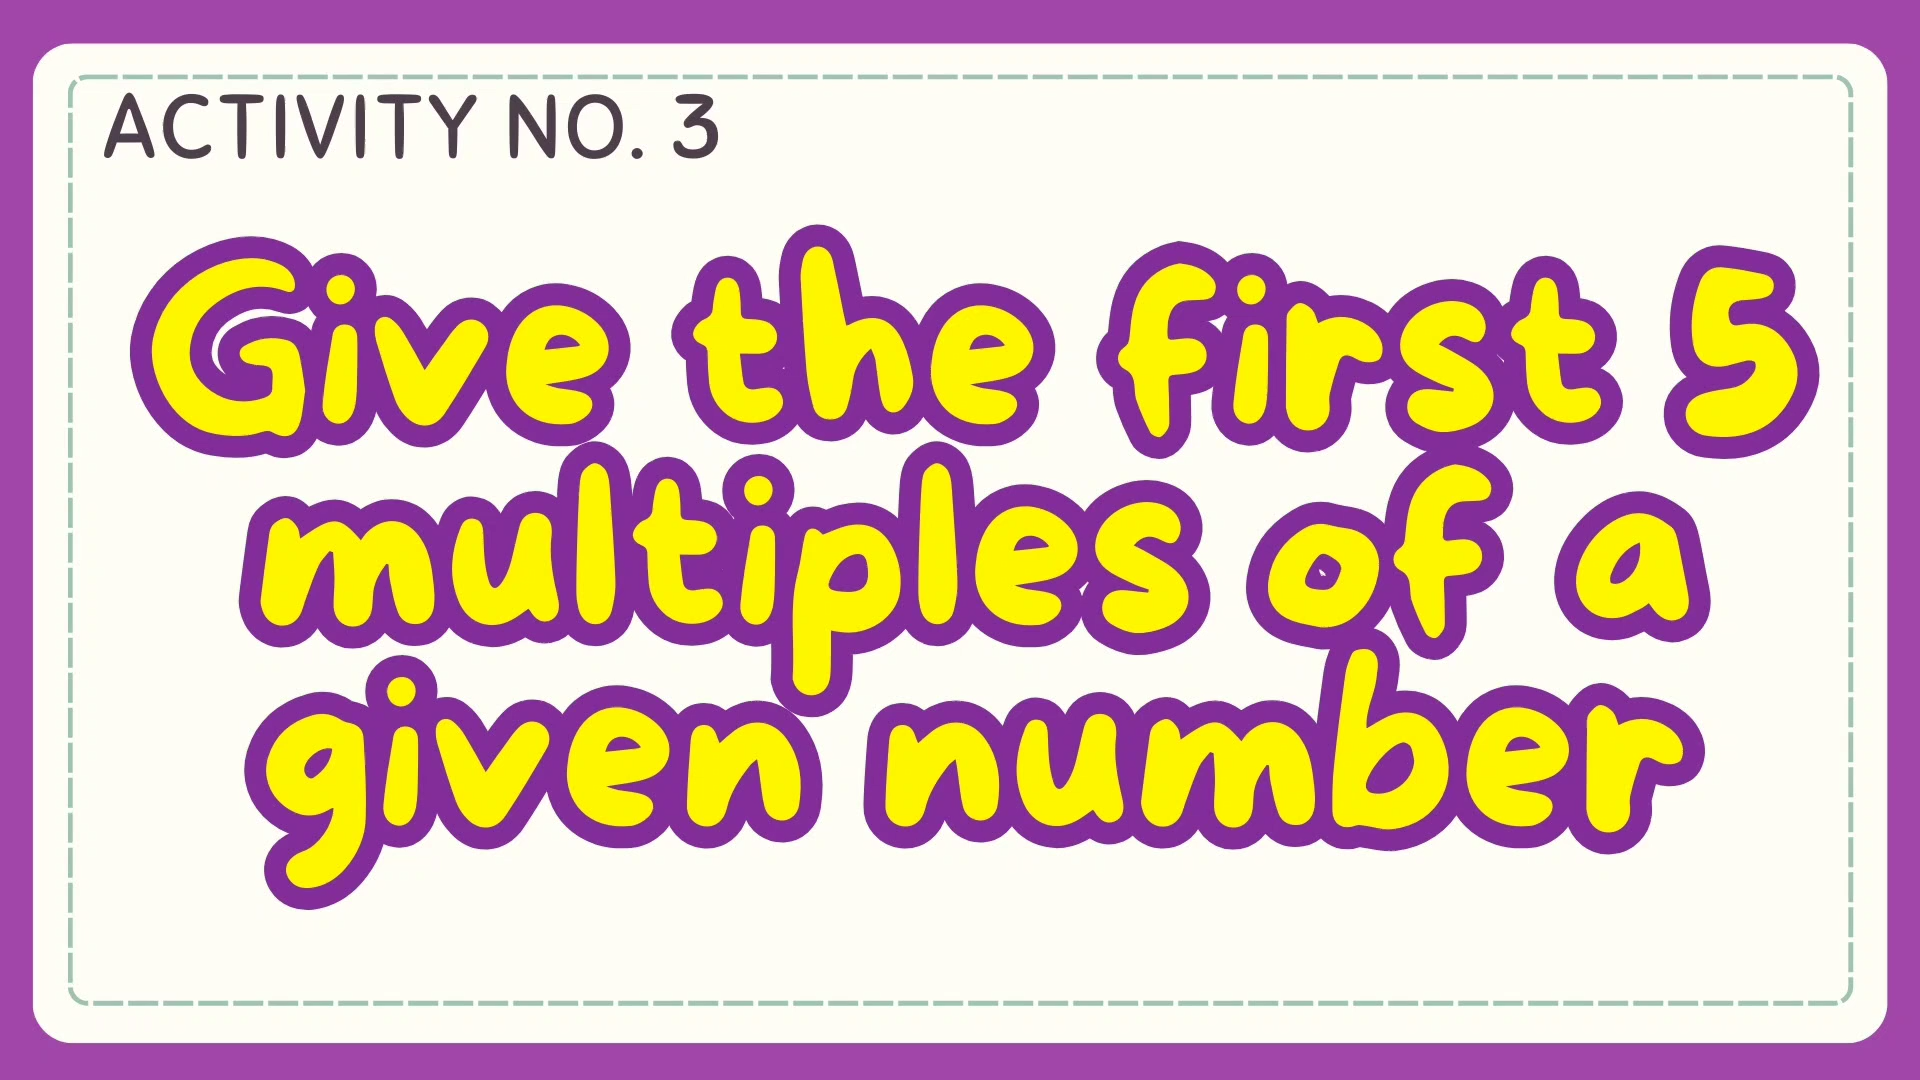 ACTIVITY NO. 3
Give the first 5
multiples of a
given number